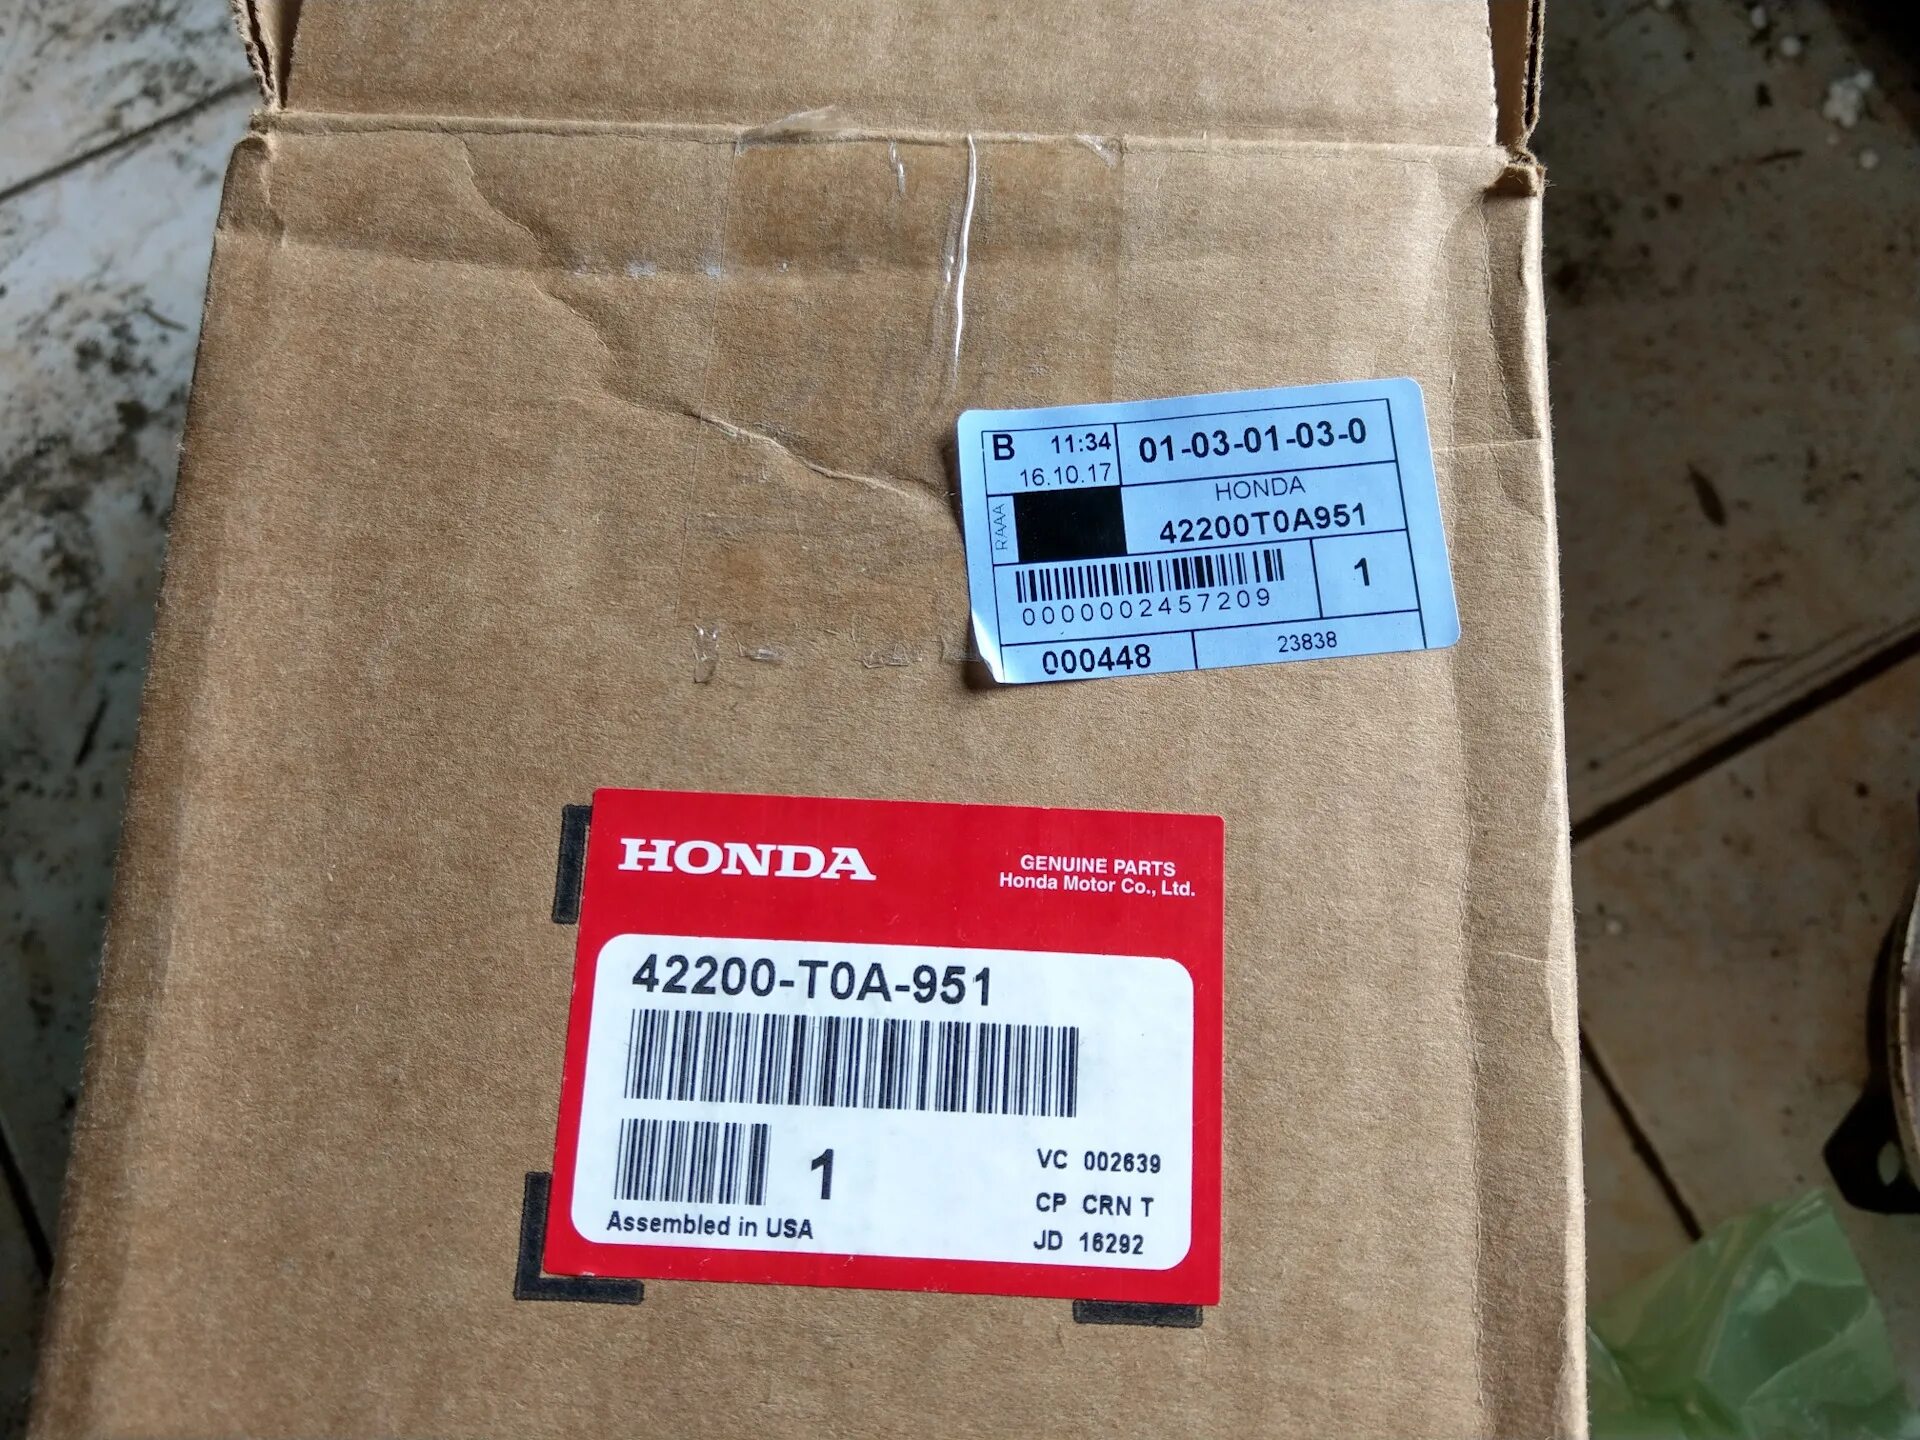 B 11:34 01-03-01-03-0
16.10.17
HONDA
RAAA
42200T0A951
1
0000002457209
000448 23838
HONDA
GENUINE PARTS
Honda Motor Co., Ltd.
42200-T0A-951
1
VC 002639
CP CRN T
Assembled in USA
JD 16292